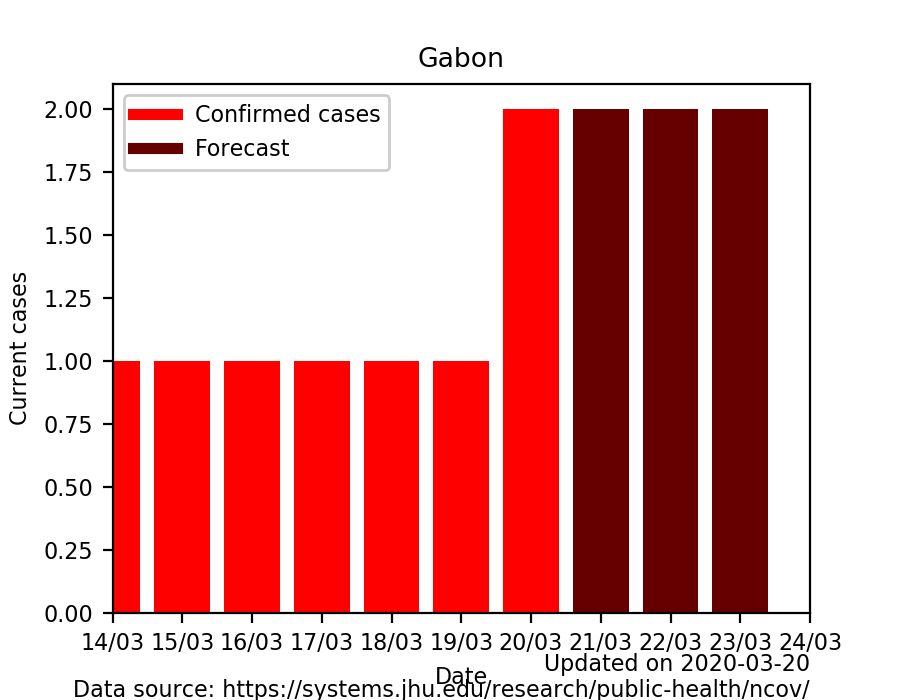 Gabon
Confirmed cases
Forecast
Current cases
2.00
1.75
1.50
1.25
1.00
0.75
0.50
0.25
0.00
14/03 15/03 16/03 17/03 18/03 19/03 20/03 21/03 22/03 23/03 24/03
Updated on 2020-03-20
Date
Data source: https://systems.jhu.edu/research/public-health/ncov/